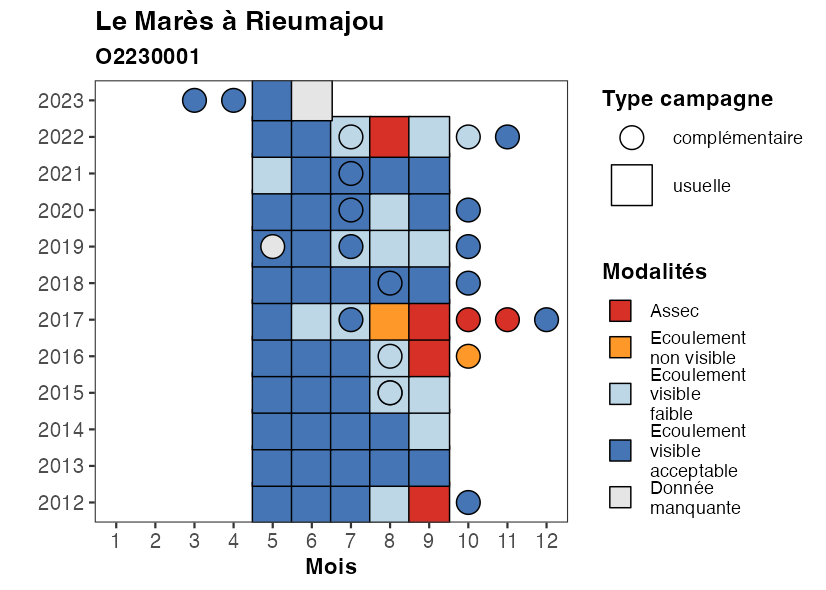 Le Marès à Rieumajou
O2230001
2023
2022
2021
2020
2019
2018
2017
2016
2015
2014
2013
2012
1 2 3 4 5 6 7 8 9 10 11 12
Mois
Type campagne
complémentaire
usuelle
Modalités
Assec
Ecoulement
non visible
Ecoulement
visible
faible
Ecoulement
visible
acceptable
Donnée
manquante